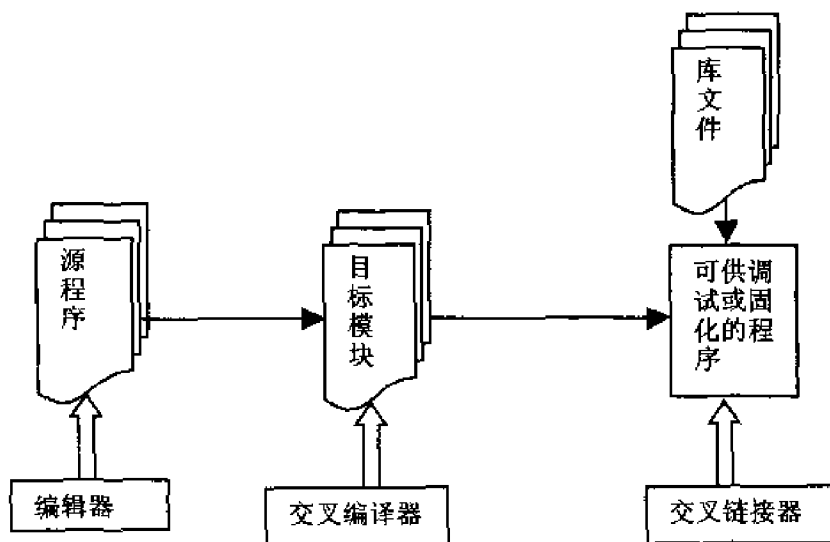 库
文
件
源
程
序
目
标
模
块
可供调
试或固
化的程
序
编辑器
交叉编译器
交叉链接器